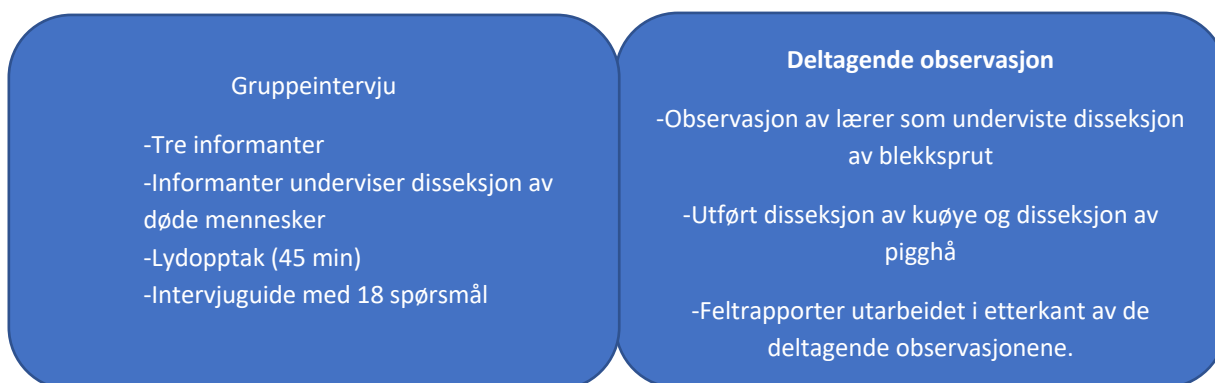 Gruppeintervju
-Tre informanter
-Informanter underviser disseksjon av
døde mennesker
-Lydopptak (45 min)
-Intervjuguide med 18 spørsmål
Deltagende observasjon
-Observasjon av lærer som underviste disseksjon
av blekksprut
-Utført disseksjon av kuøye og disseksjon av
pigghå
-Feltrapporter utarbeidet i etterkant av de
deltagende observasjonene.